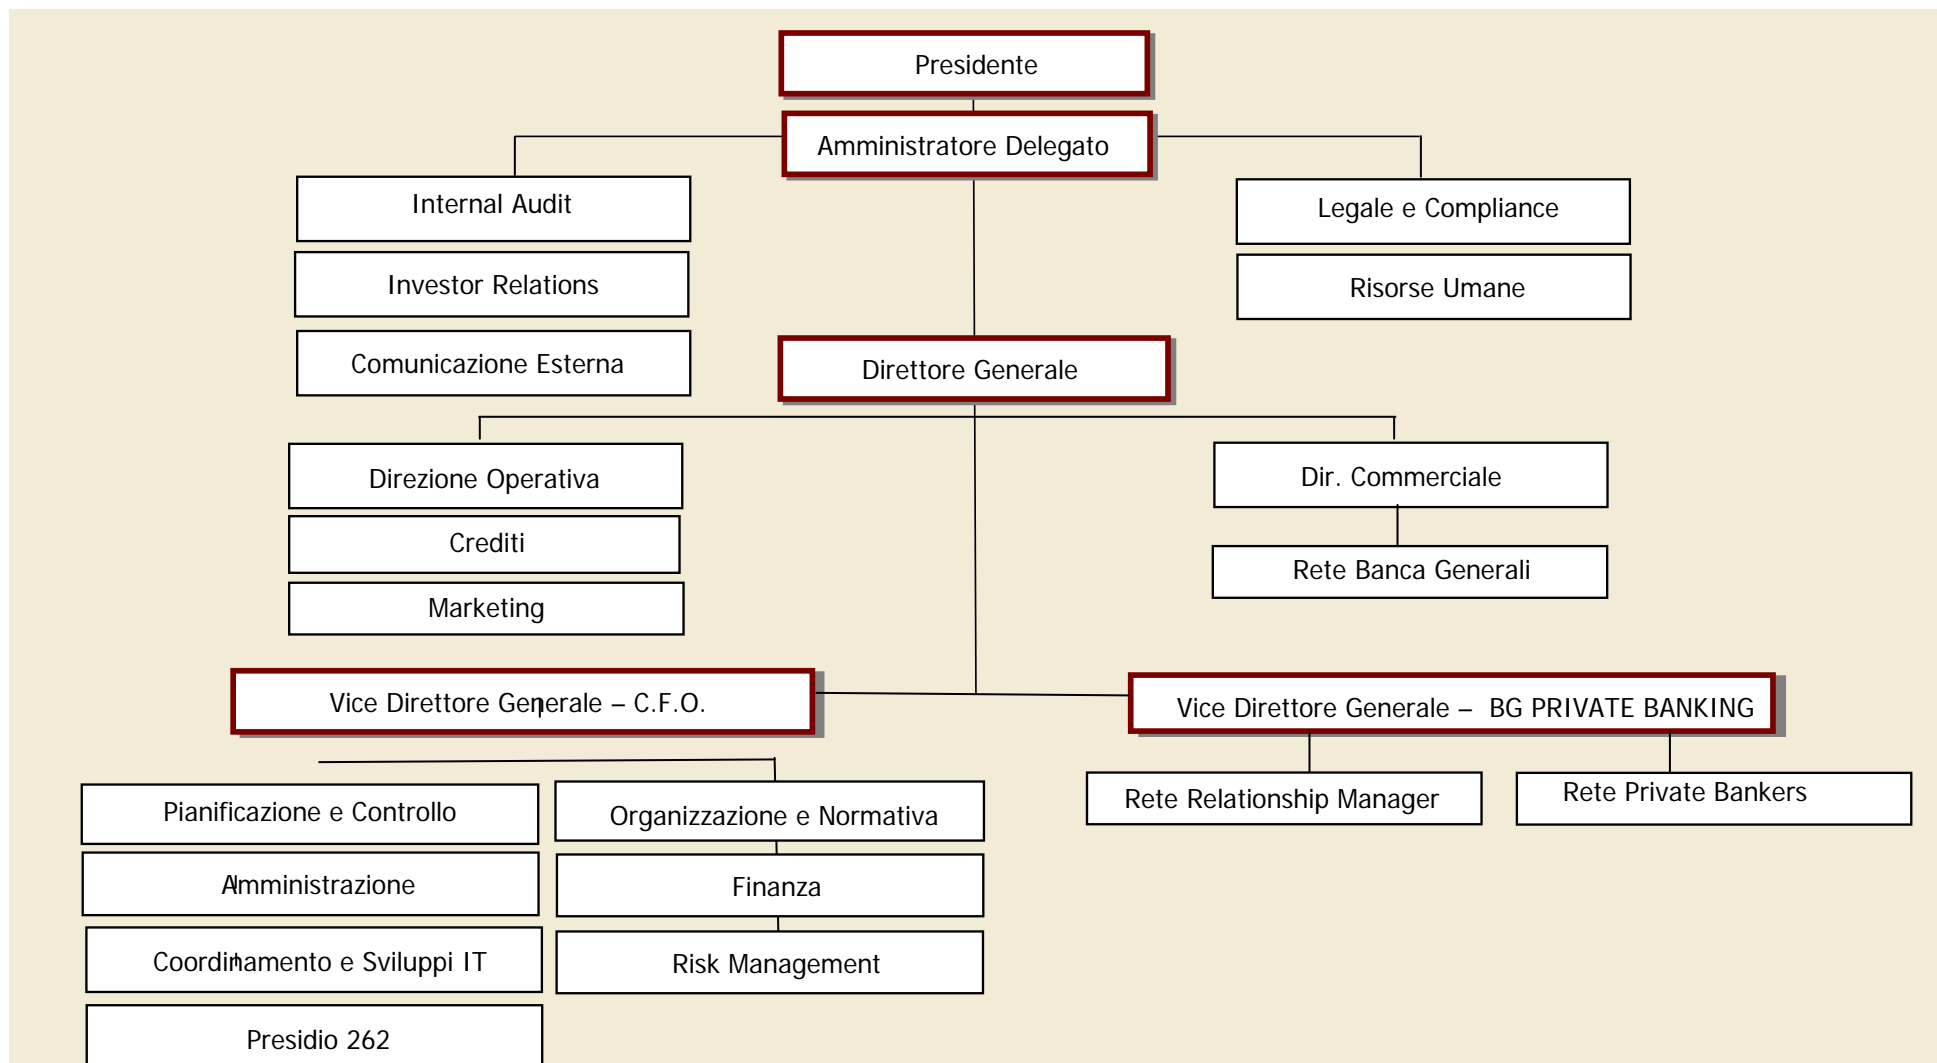 Presidente
Amministratore Delegato
Internal Audit
Legale e Compliance
Investor Relations
Risorse Umane
Comunicazione Esterna
Direttore Generale
Direzione Operativa
Dir. Commerciale
Crediti
Rete Banca Generali
Marketing
Vice Direttore Generale – C.F.O.
Vice Direttore Generale – BG PRIVATE BANKING
Pianificazione e Controllo
Organizzazione e Normativa
Rete Relationship Manager
Rete Private Bankers
Amministrazione
Finanza
Coordinamento e Sviluppi IT
Risk Management
Presidio 262